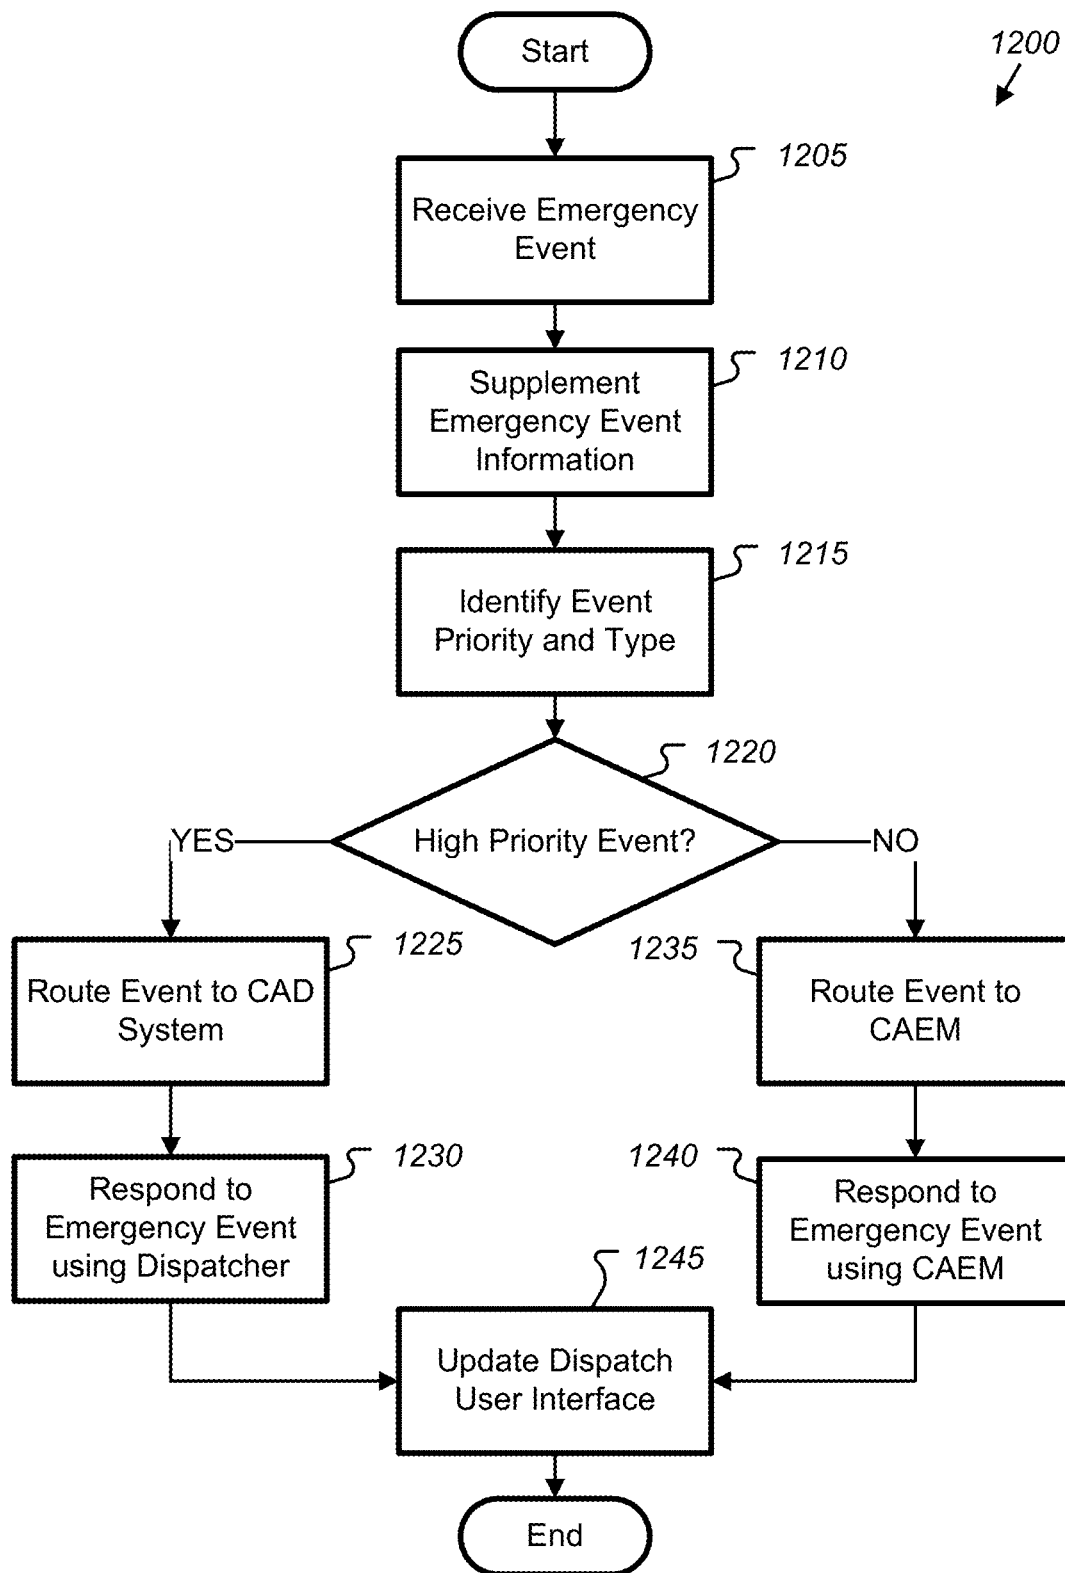 Start
1200
1205
Receive Emergency
Event
1210
Supplement
Emergency Event
Information
1215
Identify Event
Priority and Type
1220
High Priority Event?
YES
NO
1225
Route Event to CAD
System
1235
Route Event to
CAEM
1230
Respond to
Emergency Event
using Dispatcher
1240
Respond to
Emergency Event
using CAEM
1245
Update Dispatch
User Interface
End